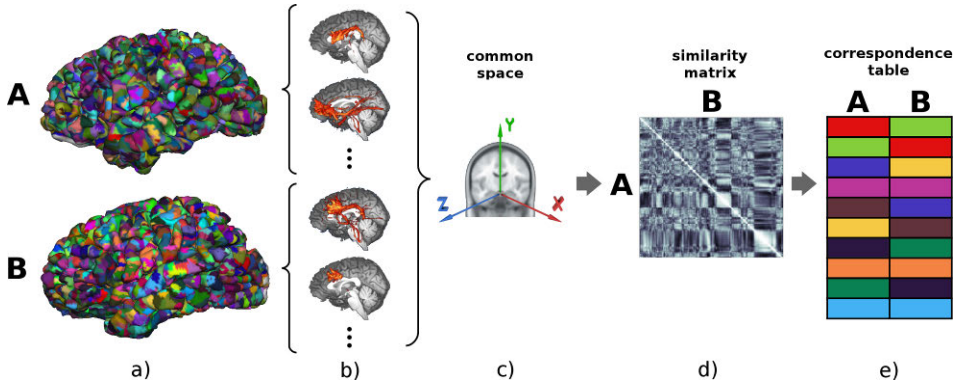 A
B
common
space
Y
Z
X
similarity
matrix
B
A
correspondence
table
A B
a)
b)
c)
d)
e)